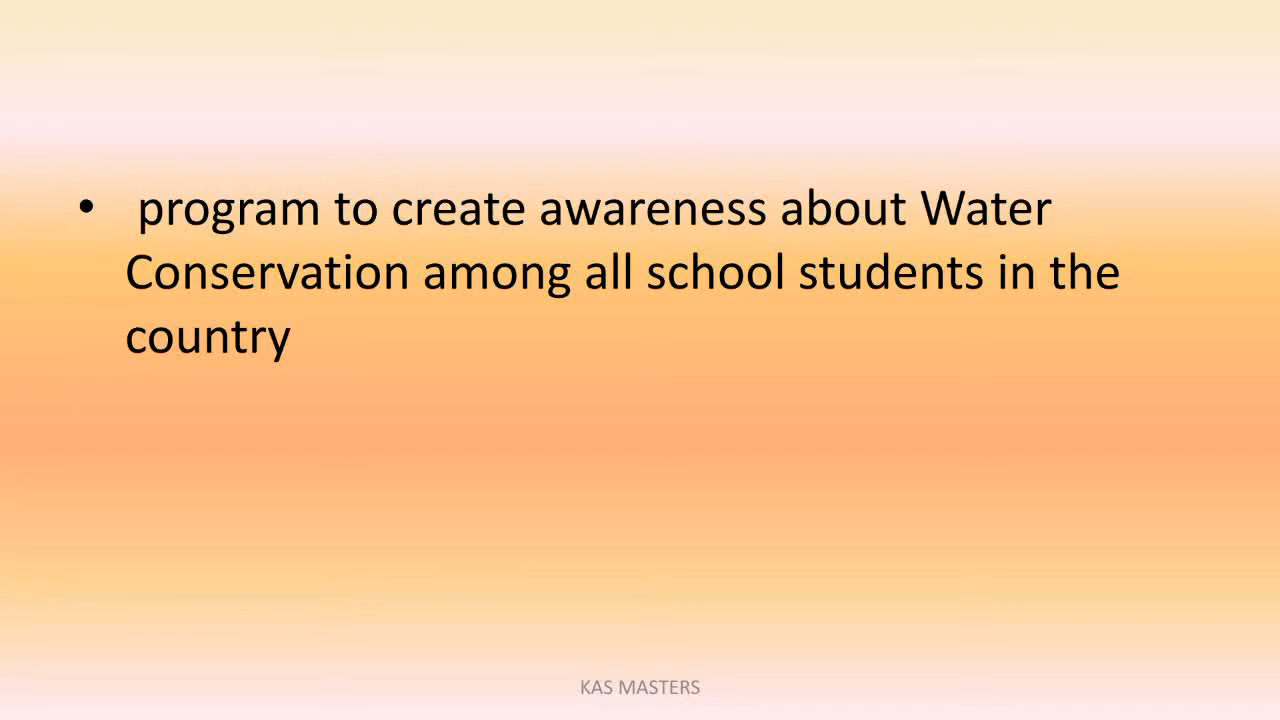 • program to create awareness about Water
Conservation among all school students in the
country
KAS MASTERS